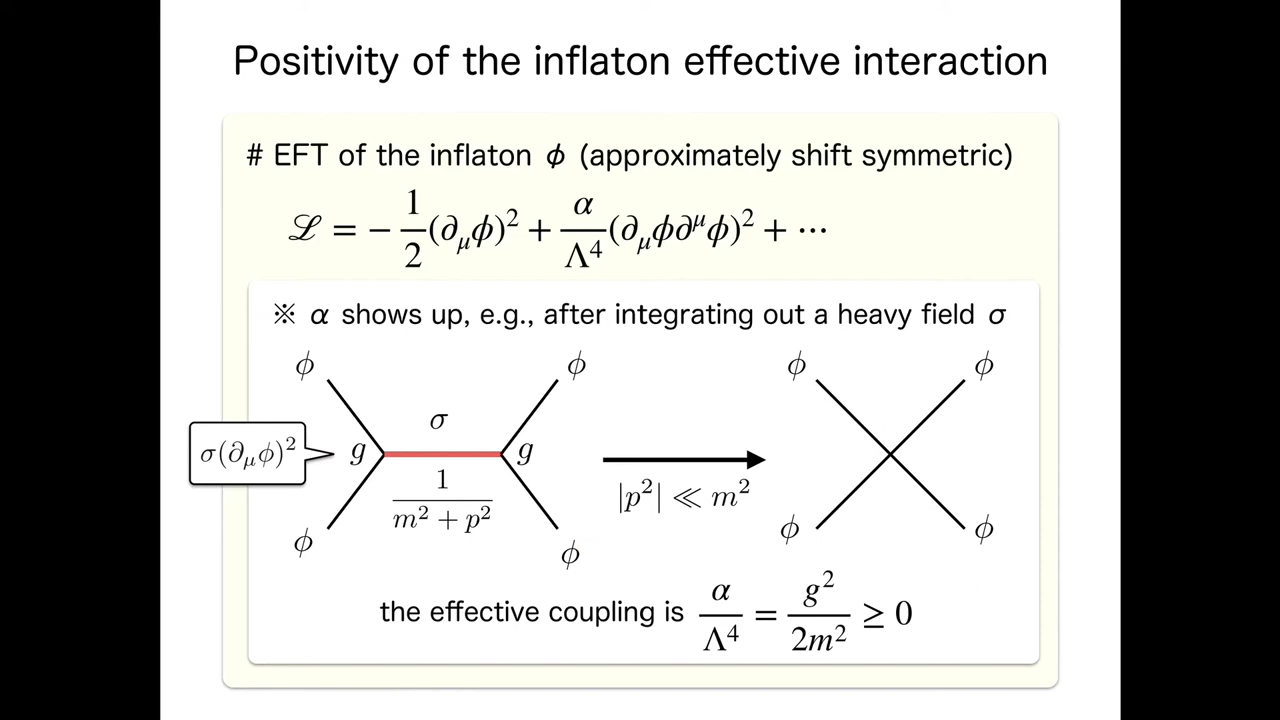 Positivity of the inflaton effective interaction
# EFT of the inflaton ϕ (approximately shift symmetric)
ℒ = − 1/2 (∂_μϕ)² + α/Λ⁴ (∂_μϕ∂^μϕ)² + ⋯
※ α shows up, e.g., after integrating out a heavy field σ
ϕ ϕ ϕ ϕ
σ
σ(∂_μϕ)² g g
1/(m² + p²)
|p²| ≪ m²
ϕ ϕ ϕ ϕ
the effective coupling is α/Λ⁴ = g²/2m² ≥ 0